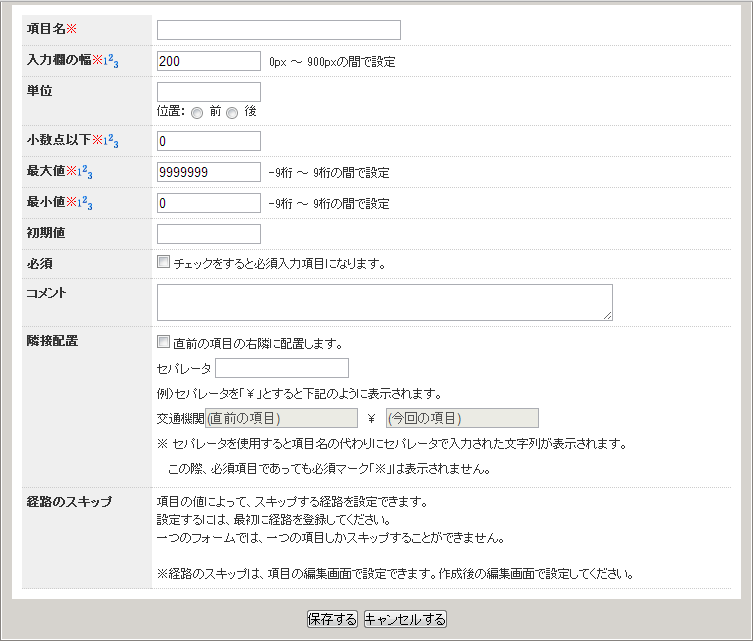 項目名※
入力欄の幅※123 200 0px ～ 900pxの間で設定
単位
位置: 前 後
小数点以下※123 0
最大値※123 9999999 -9桁 ～ 9桁の間で設定
最小値※123 0 -9桁 ～ 9桁の間で設定
初期値
必須 チェックをすると必須入力項目になります。
コメント
隣接配置 直前の項目の右隣に配置します。
セパレータ
例）セパレータを「￥」とすると下記のように表示されます。
交通機関 (直前の項目) ￥ (今回の項目)
※ セパレータを使用すると項目名の代わりにセパレータで入力された文字列が表示されます。
この際、必須項目であっても必須マーク「※」は表示されません。
経路のスキップ 項目の値によって、スキップする経路を設定できます。
設定するには、最初に経路を登録してください。
一つのフォームでは、一つの項目しかスキップすることができません。
※経路のスキップは、項目の編集画面で設定できます。作成後の編集画面で設定してください。
保存する キャンセルする